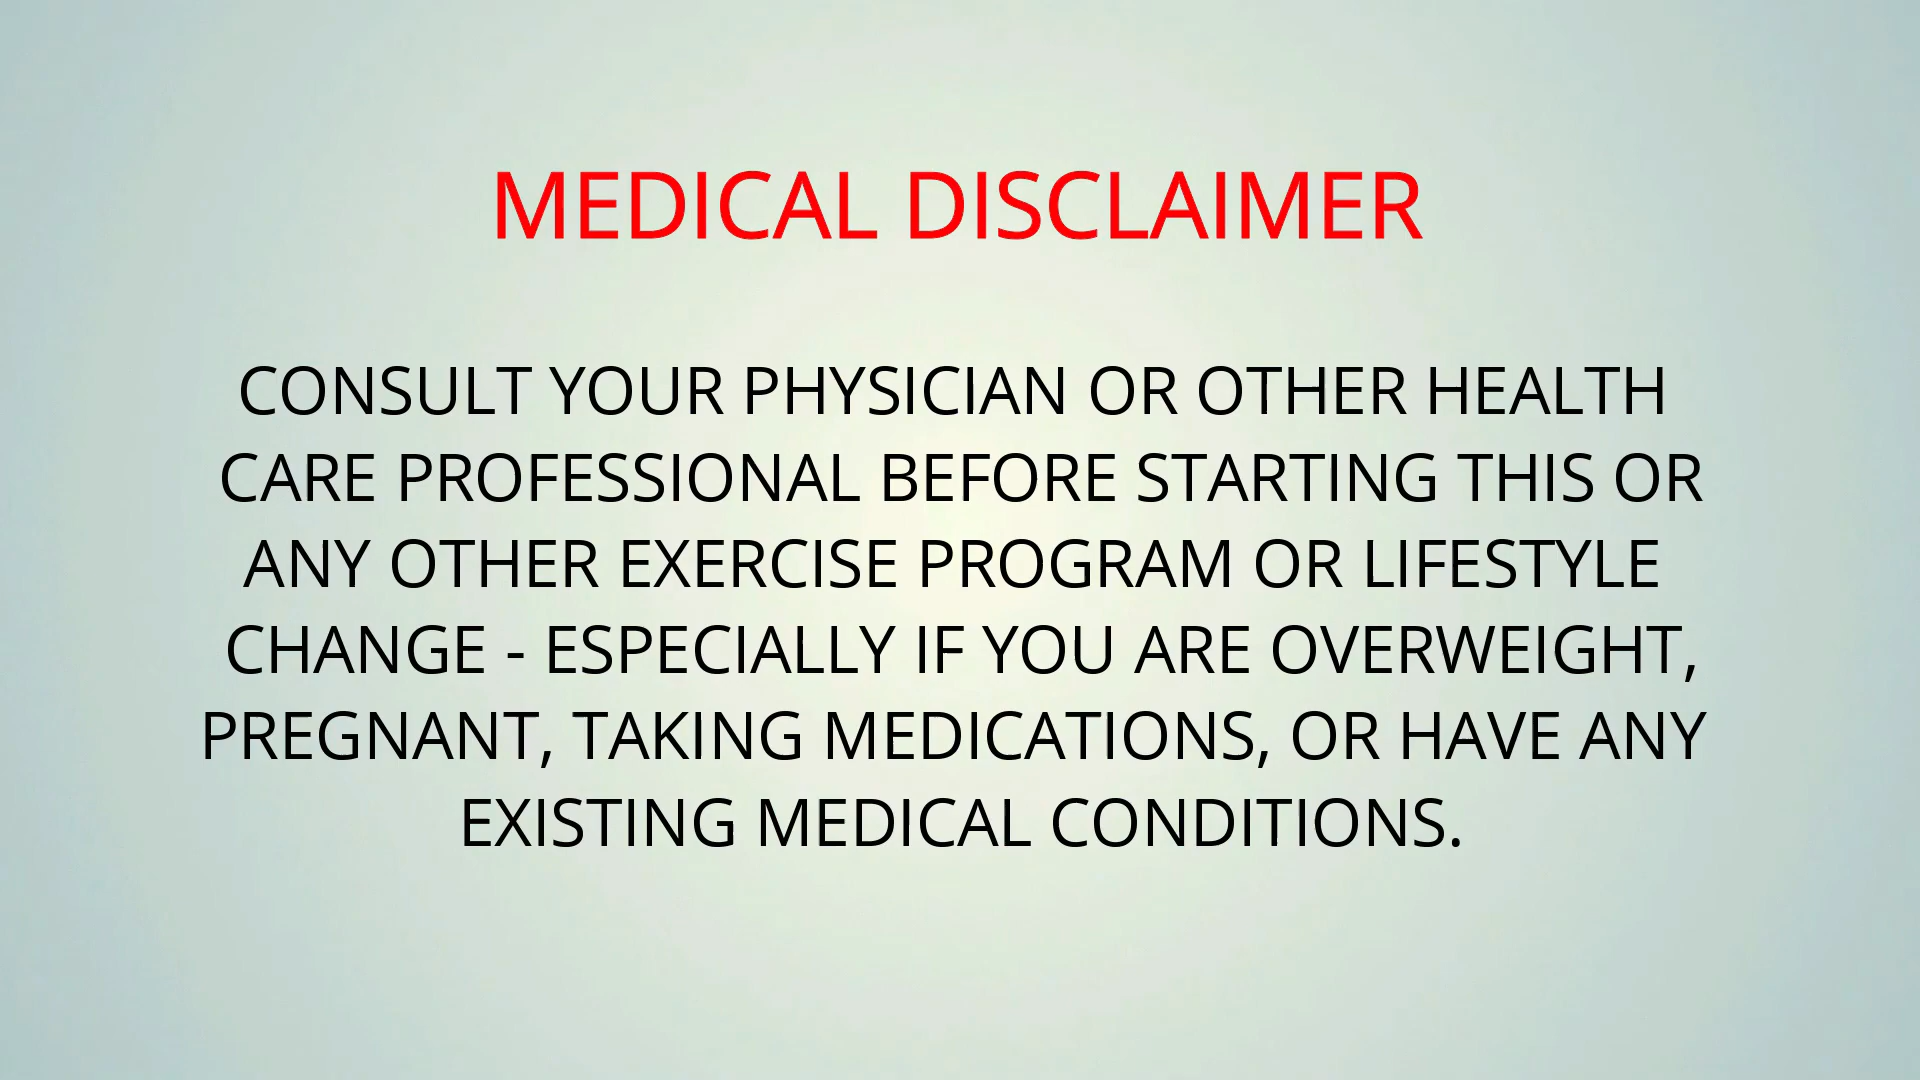 MEDICAL DISCLAIMER
CONSULT YOUR PHYSICIAN OR OTHER HEALTH
CARE PROFESSIONAL BEFORE STARTING THIS OR
ANY OTHER EXERCISE PROGRAM OR LIFESTYLE
CHANGE - ESPECIALLY IF YOU ARE OVERWEIGHT,
PREGNANT, TAKING MEDICATIONS, OR HAVE ANY
EXISTING MEDICAL CONDITIONS.